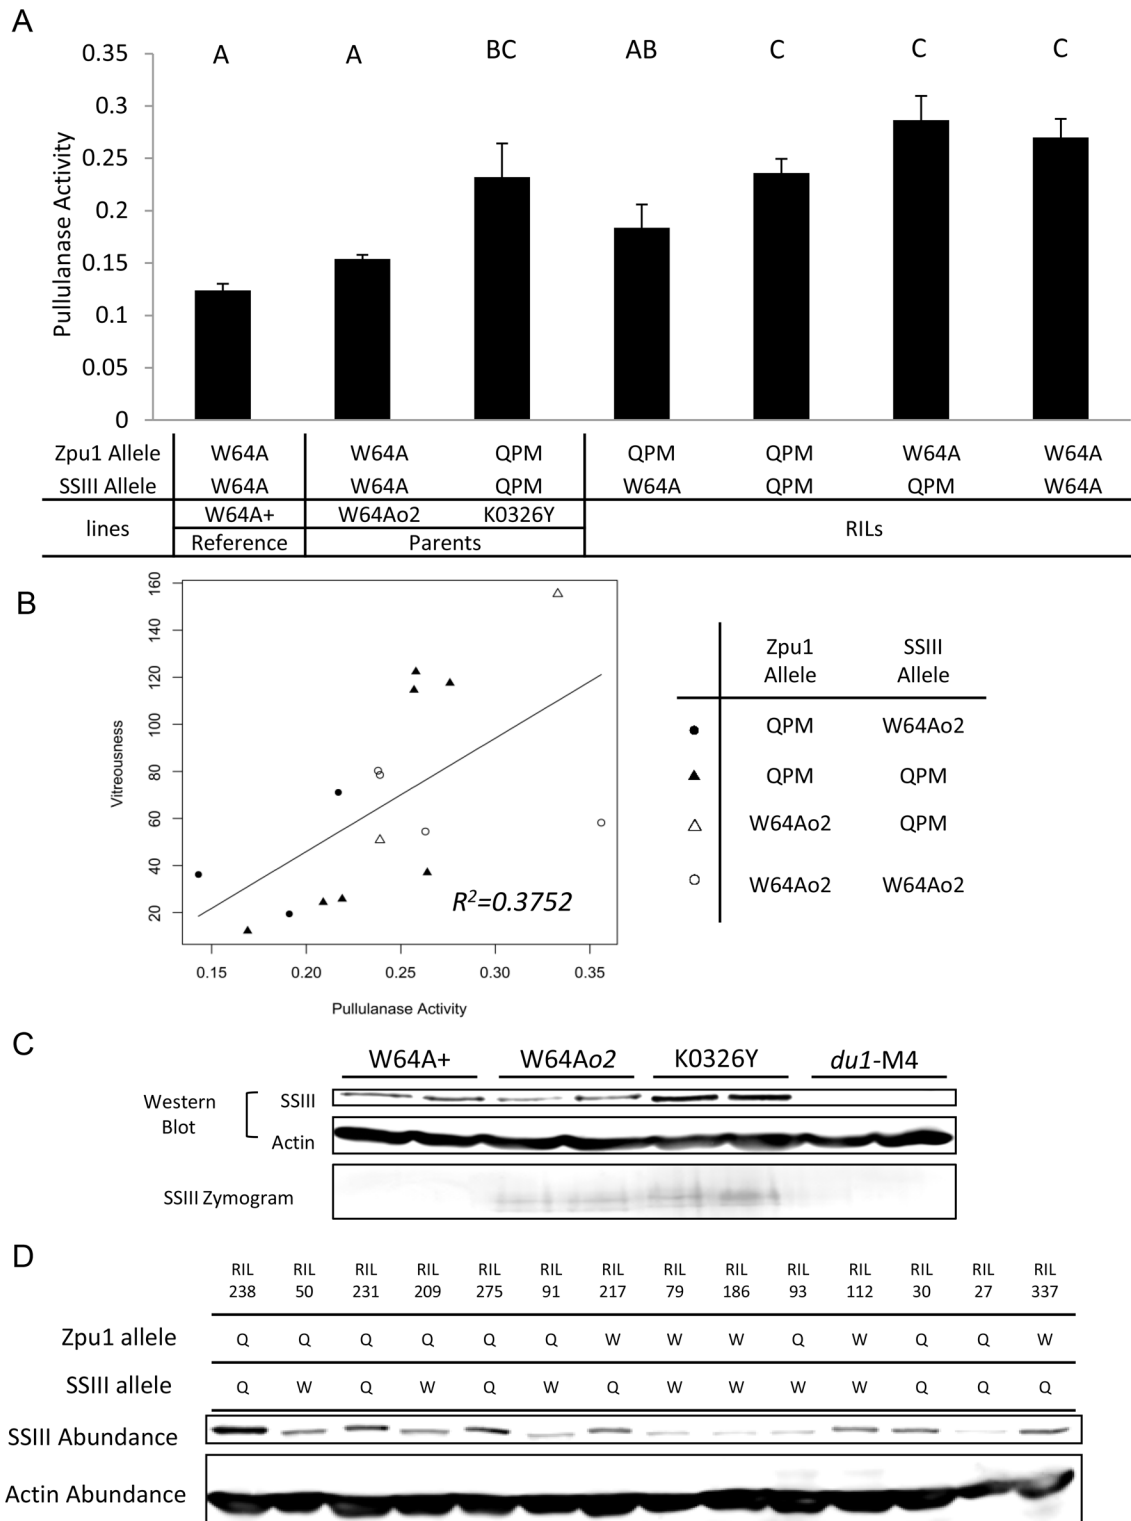 A
0.35
0.3
0.25
0.2
0.15
0.1
0.05
0
Pullulanase Activity
A A BC AB C C C
Zpu1 Allele W64A W64A QPM QPM QPM W64A W64A
SSIII Allele W64A W64A QPM W64A QPM QPM W64A
lines W64A+ W64Ao2 K0326Y RILs
Reference Parents
B
160
140
120
100
80
60
40
20
Vitreousness
R²=0.3752
0.15 0.20 0.25 0.30 0.35
Pullulanase Activity
Zpu1 SSIII
Allele Allele
QPM W64Ao2
QPM QPM
W64Ao2 QPM
W64Ao2 W64Ao2
C
W64A+ W64Ao2 K0326Y du1-M4
Western
Blot
SSIII
Actin
SSIII Zymogram
D
RIL RIL RIL RIL RIL RIL RIL RIL RIL RIL RIL RIL RIL RIL
238 50 231 209 275 91 217 79 186 93 112 30 27 337
Zpu1 allele Q Q Q Q Q Q W W W Q W Q Q W
SSIII allele Q W Q W Q W Q W W W W Q Q Q
SSIII Abundance
Actin Abundance